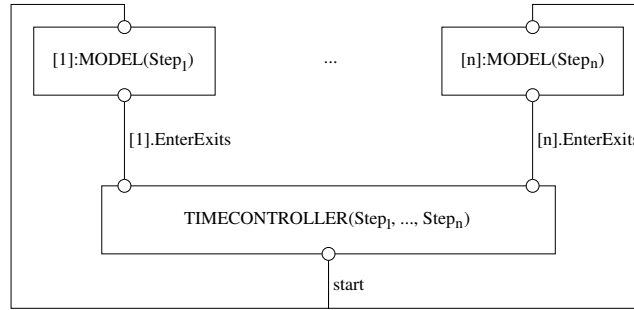 [1]:MODEL(Step1) ... [n]:MODEL(Stepn)
[1].EnterExits [n].EnterExits
TIMECONTROLLER(Step1, ..., Stepn)
start